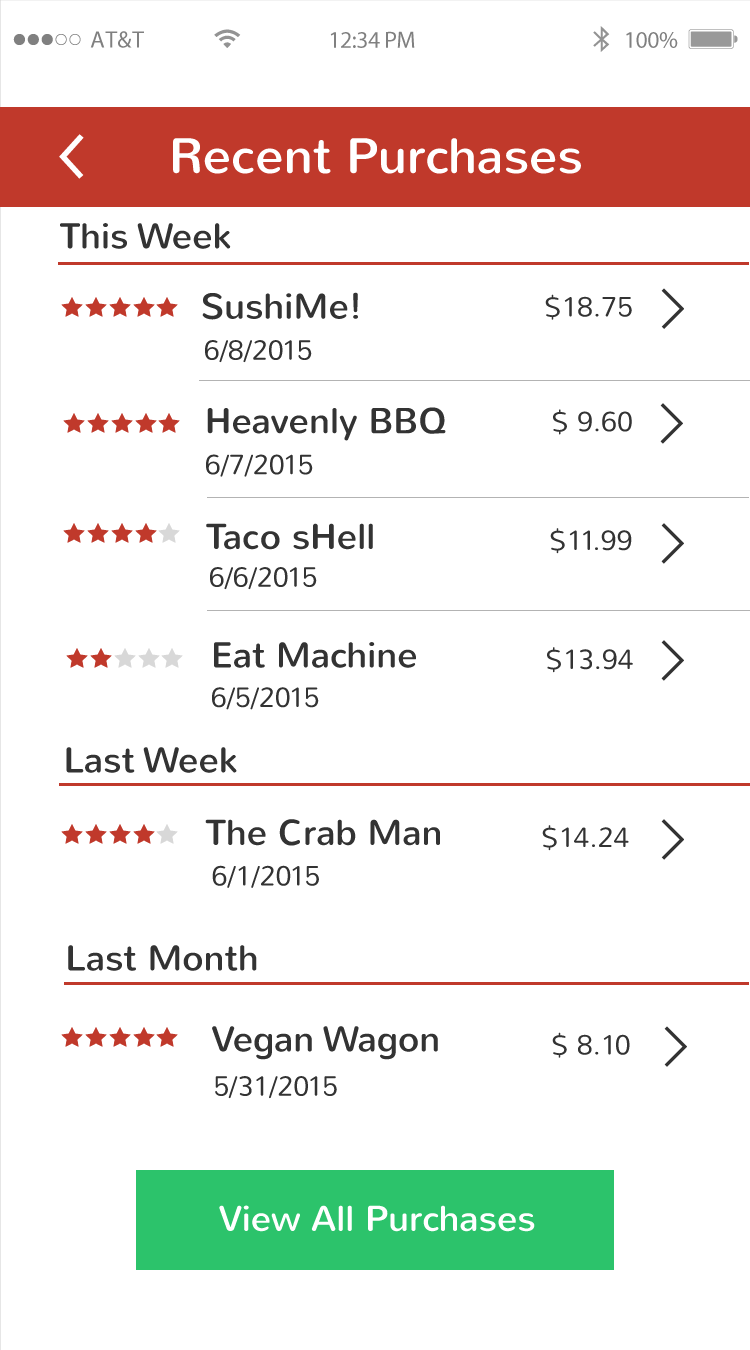 AT&T 12:34 PM 100%
Recent Purchases
This Week
SushiMe! $18.75
6/8/2015
Heavenly BBQ $ 9.60
6/7/2015
Taco sHell $11.99
6/6/2015
Eat Machine $13.94
6/5/2015
Last Week
The Crab Man $14.24
6/1/2015
Last Month
Vegan Wagon $ 8.10
5/31/2015
View All Purchases